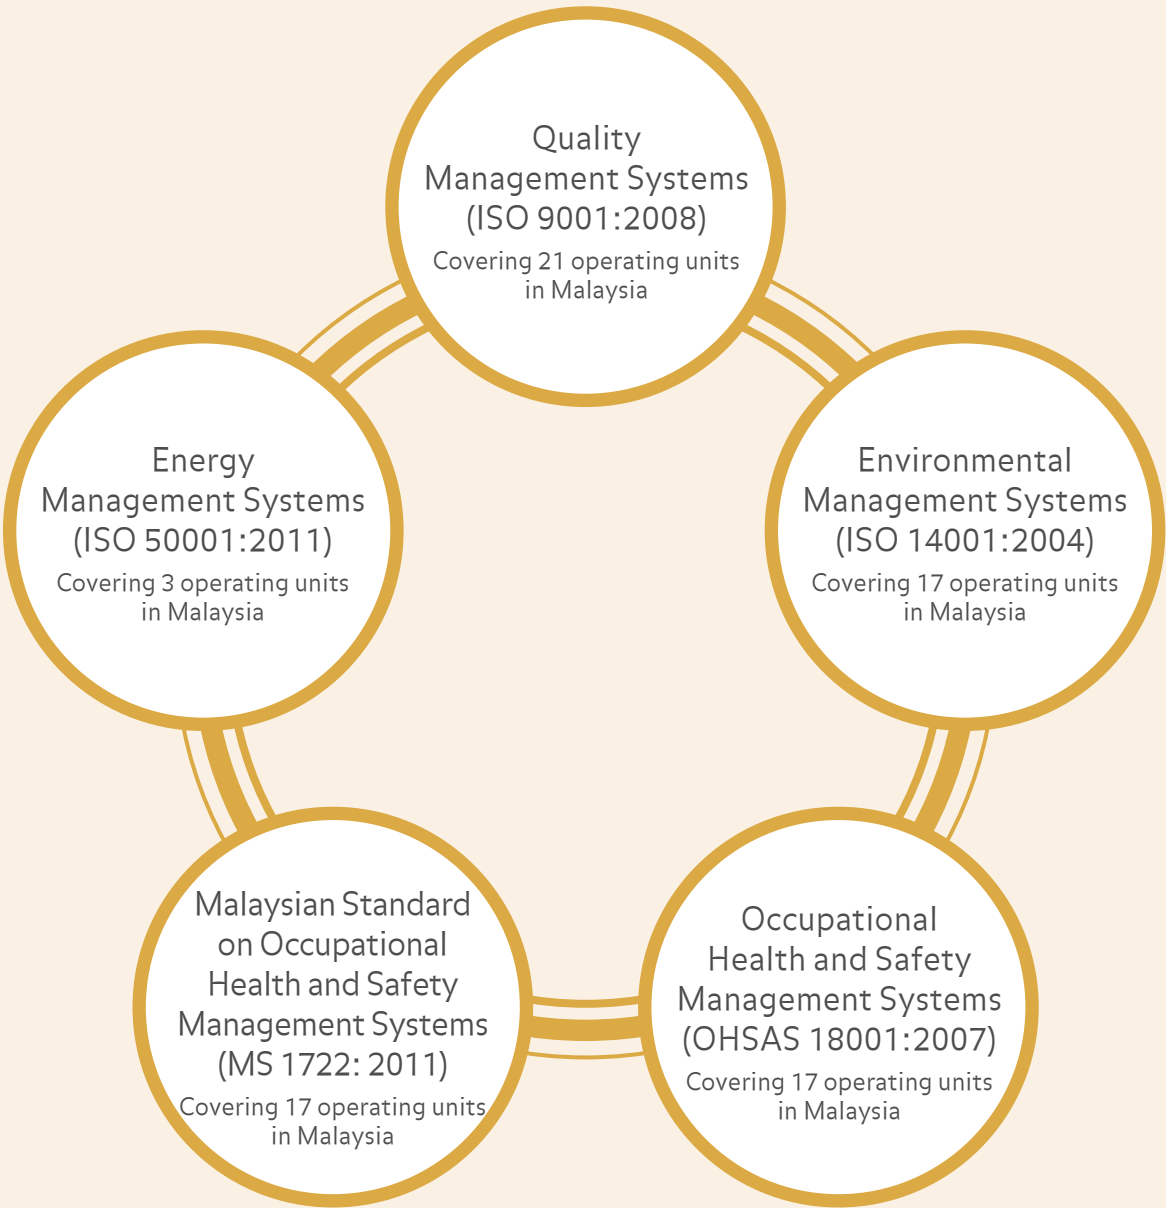 Quality
Management Systems
(ISO 9001:2008)
Covering 21 operating units
in Malaysia
Energy
Management Systems
(ISO 50001:2011)
Covering 3 operating units
in Malaysia
Environmental
Management Systems
(ISO 14001:2004)
Covering 17 operating units
in Malaysia
Malaysian Standard
on Occupational
Health and Safety
Management Systems
(MS 1722: 2011)
Covering 17 operating units
in Malaysia
Occupational
Health and Safety
Management Systems
(OHSAS 18001:2007)
Covering 17 operating units
in Malaysia